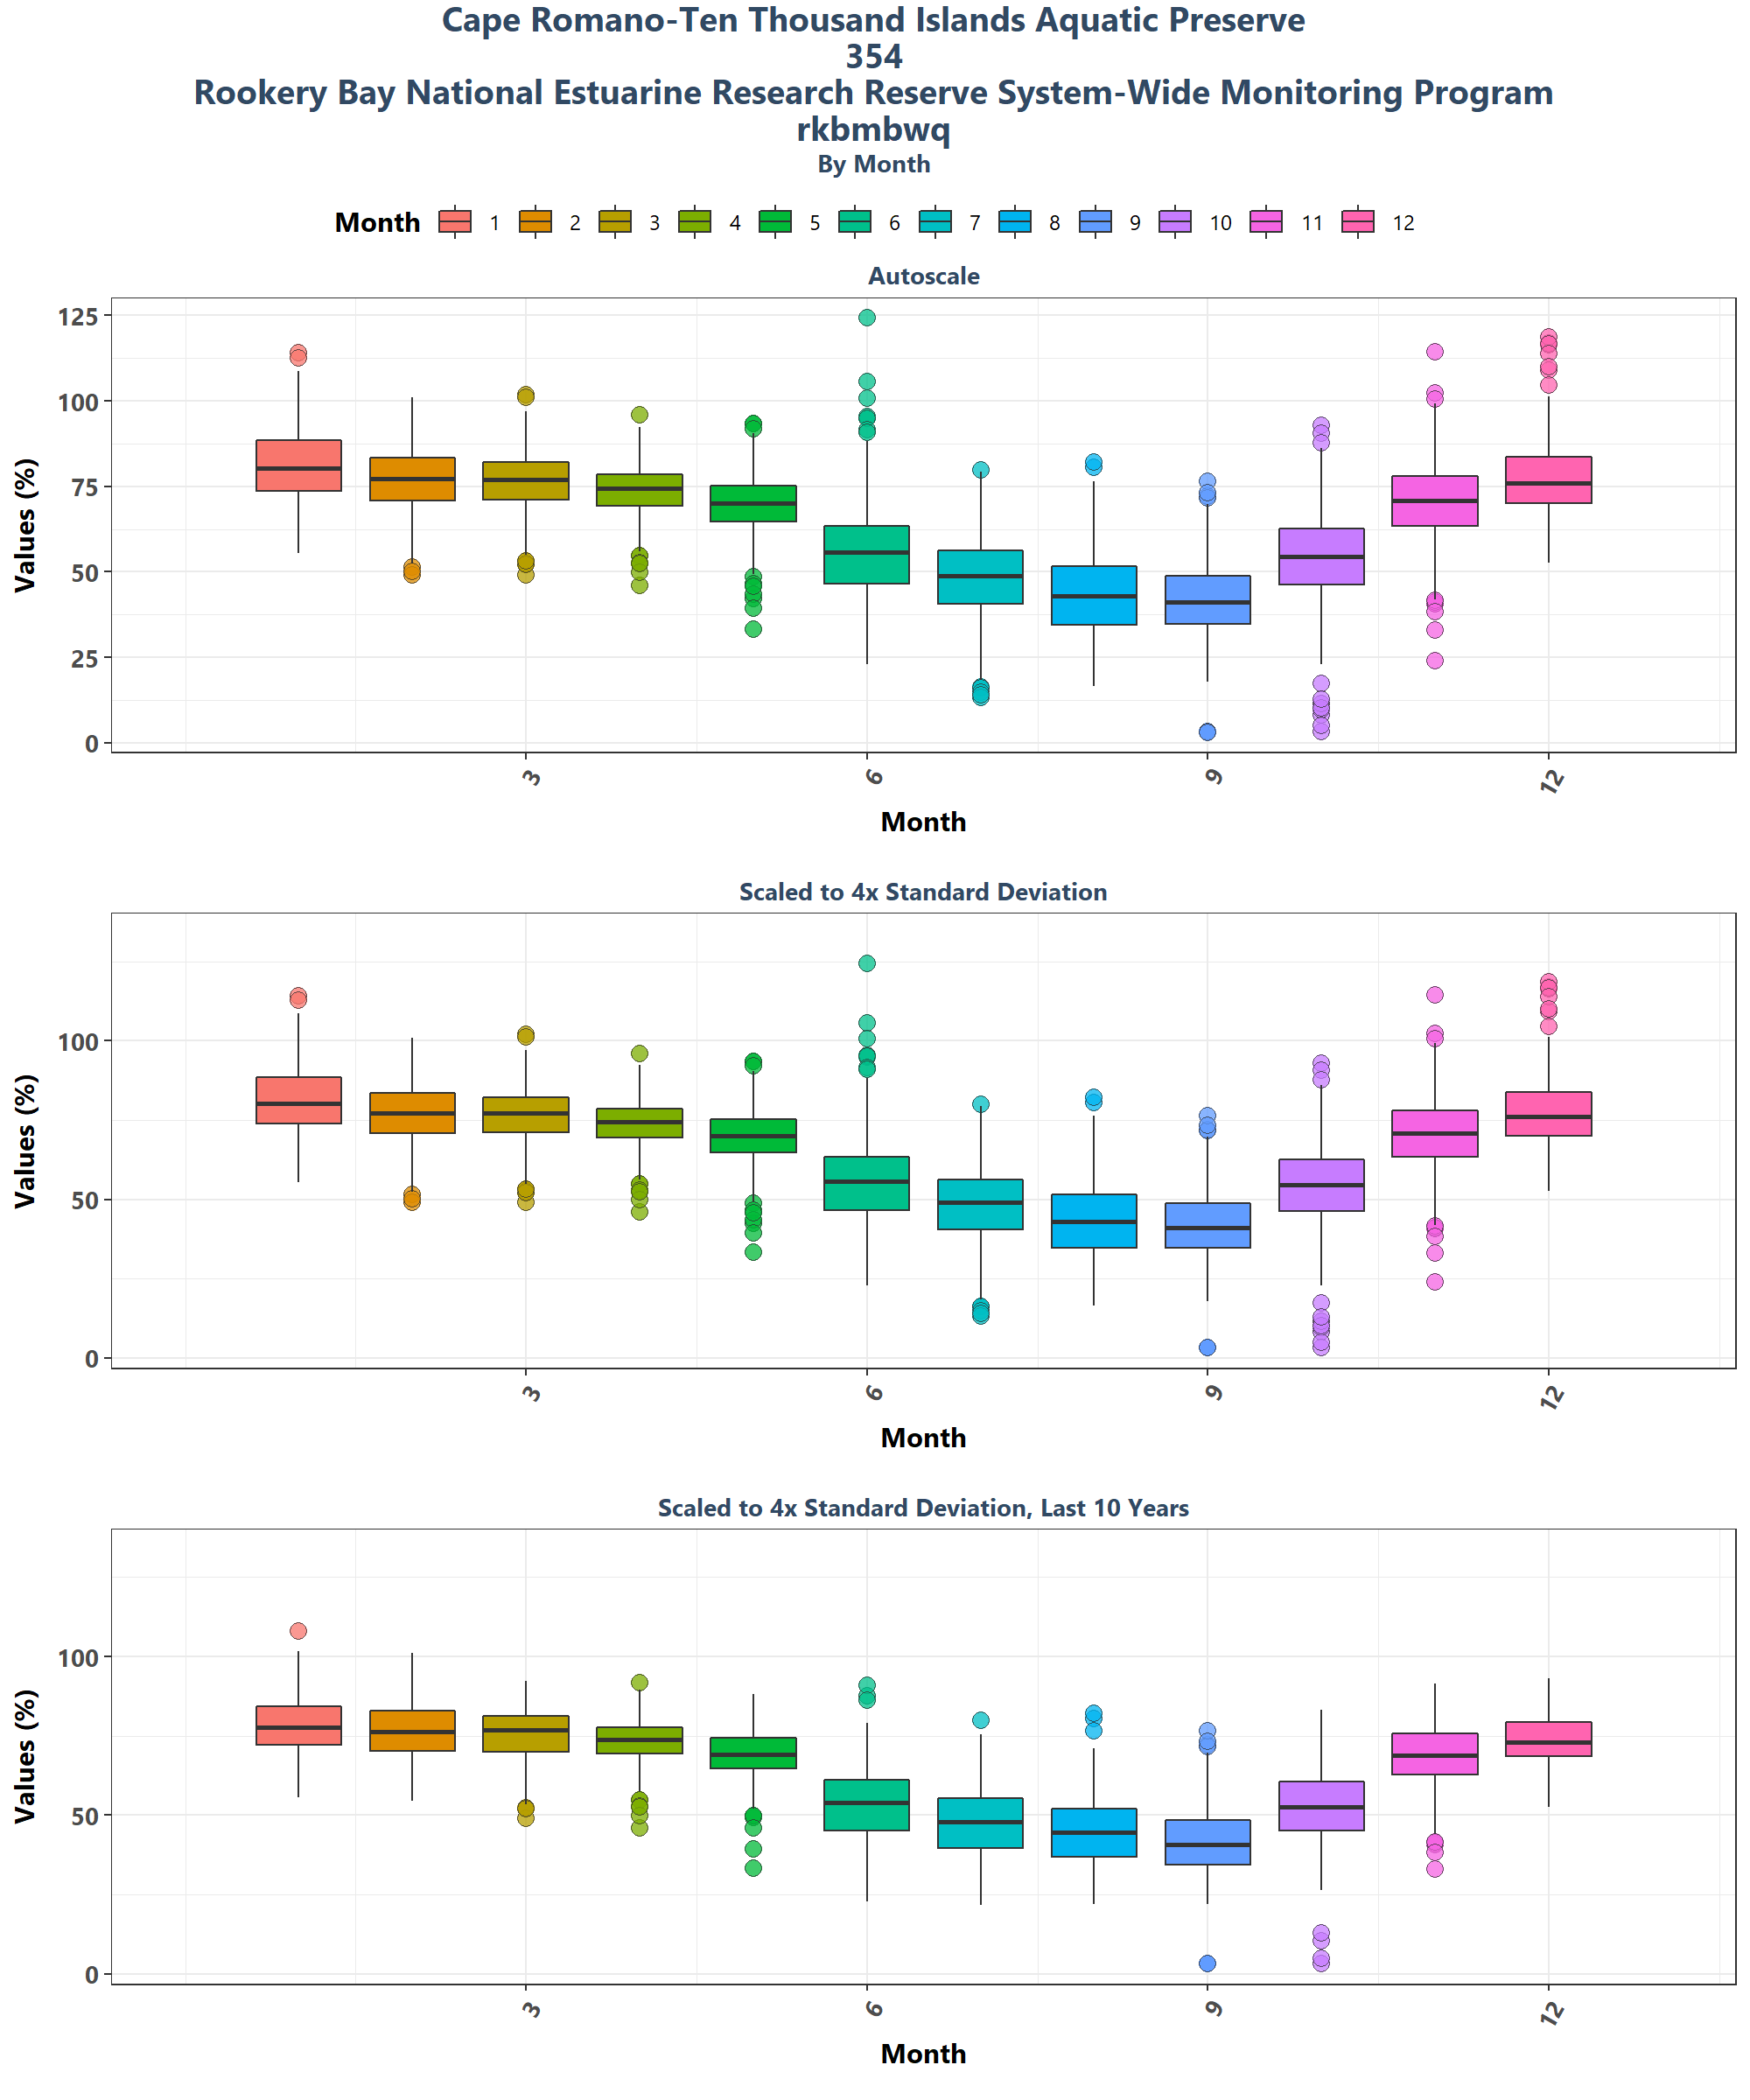 Cape Romano-Ten Thousand Islands Aquatic Preserve
354
Rookery Bay National Estuarine Research Reserve System-Wide Monitoring Program
rkbmbwq
By Month
Month 1 2 3 4 5 6 7 8 9 10 11 12
Autoscale
Values (%)
125
100
75
50
25
0
3 6 9 12
Month
Scaled to 4x Standard Deviation
Values (%)
100
50
0
3 6 9 12
Month
Scaled to 4x Standard Deviation, Last 10 Years
Values (%)
100
50
0
3 6 9 12
Month